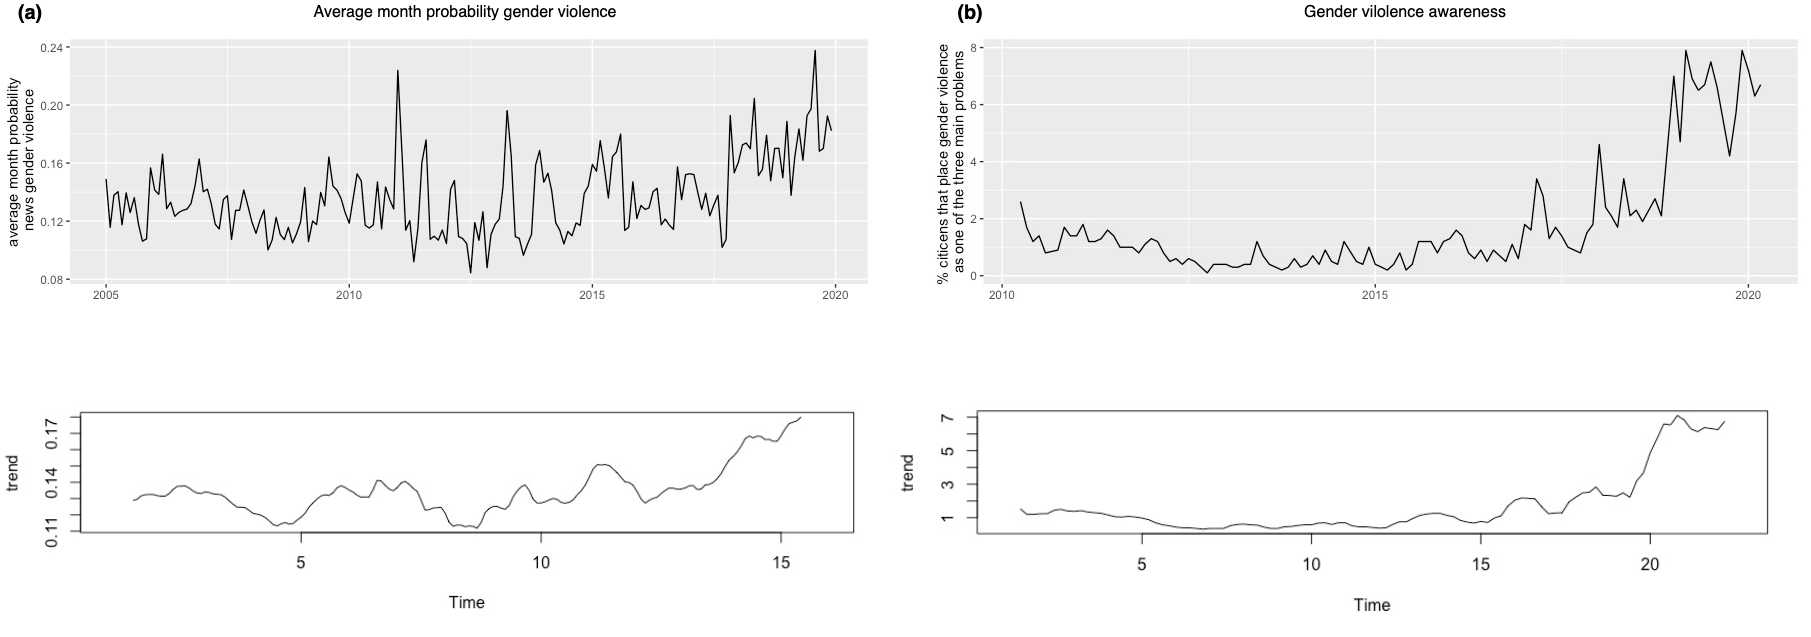 (a)
Average month probability gender violence
average month probability
news gender violence
0.24
0.20
0.16
0.12
0.08
2005
2010
2015
2020
(b)
Gender vilolence awareness
% citicens that place gender violence
as one of the three main problems
8
6
4
2
0
2010
2015
2020
trend
0.17
0.14
0.11
5
10
15
Time
trend
7
5
3
1
5
10
15
20
Time